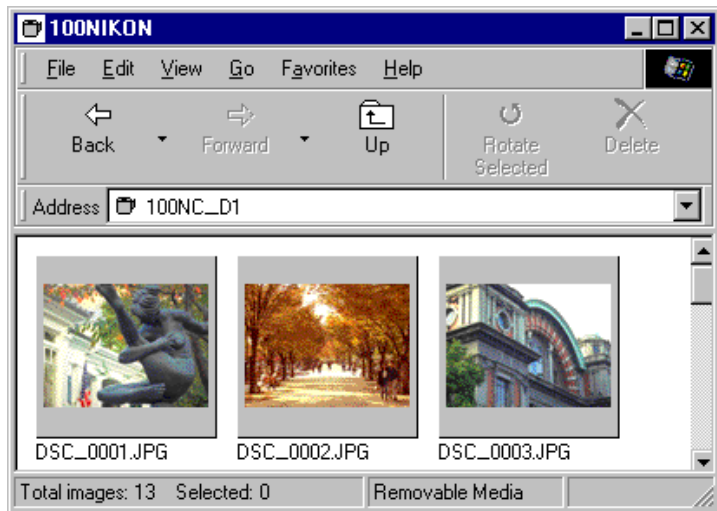 100NIKON
File Edit View Go Favorites Help
Back Forward Up Rotate Selected Delete
Address 100NC_D1
DSC_0001.JPG DSC_0002.JPG DSC_0003.JPG
Total images: 13 Selected: 0 Removable Media